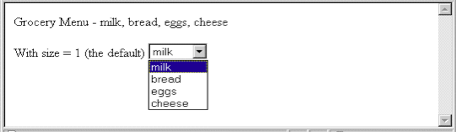 Grocery Menu - milk, bread, eggs, cheese
With size = 1 (the default) milk
milk
bread
eggs
cheese